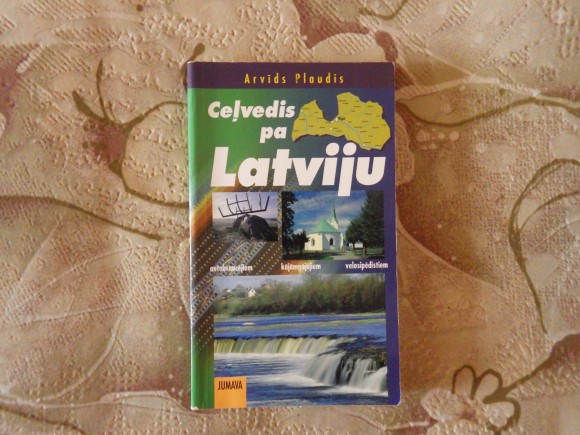 Arvīds Plaudis
Ceļvedis
pa
Latviju
autobraucējiem kājāmgājējiem velosipēdistiem
JUMAVA